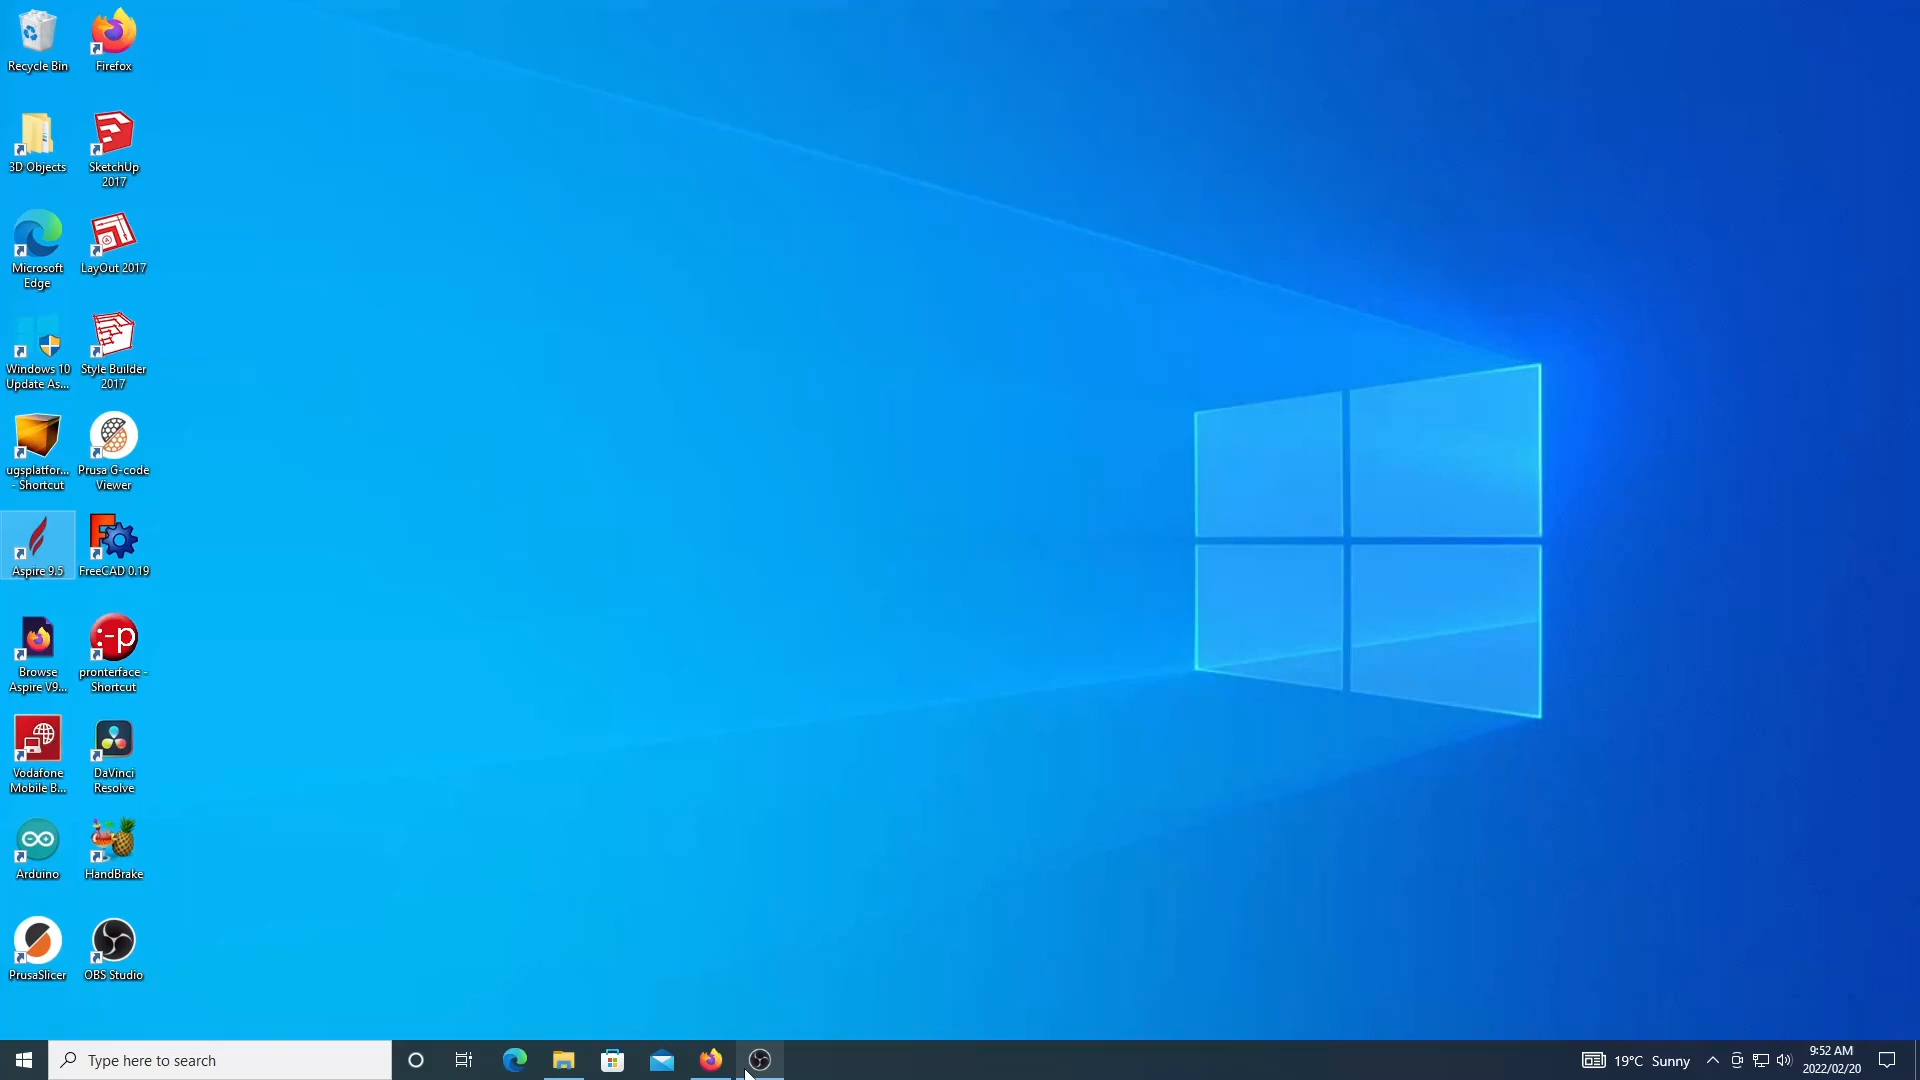 Recycle Bin
Firefox
3D Objects
SketchUp
2017
Microsoft
Edge
LayOut 2017
Windows 10
Update As...
Style Builder
2017
ugsplatfor...
- Shortcut
Prusa G-code
Viewer
Aspire 9.5
FreeCAD 0.19
Browse
Aspire V9...
:-p
pronterface -
Shortcut
Vodafone
Mobile B...
DaVinci
Resolve
Arduino
HandBrake
PrusaSlicer
OBS Studio
Type here to search
19°C Sunny
9:52 AM
2022/02/20